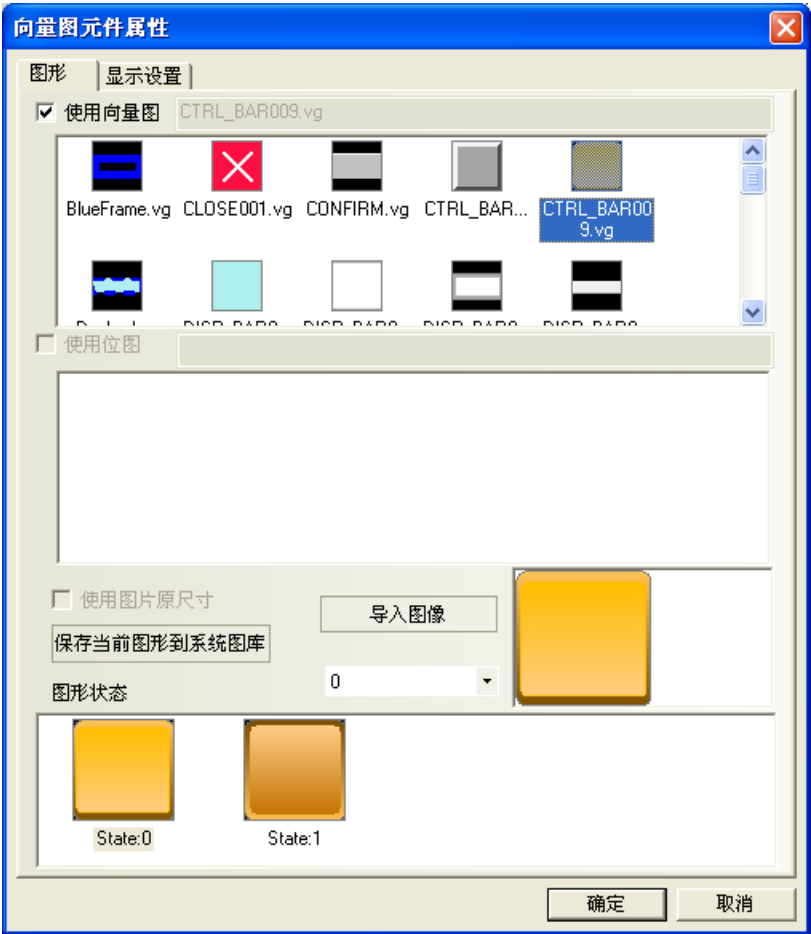 向量图元件属性
图形 显示设置
使用向量图 CTRL_BAR009.vg
BlueFrame.vg CLOSE001.vg CONFIRM.vg CTRL_BAR... CTRL_BAR00
9.vg
使用位图
使用图片原尺寸
导入图像
保存当前图形到系统图库
0
图形状态
State:0 State:1
确定 取消